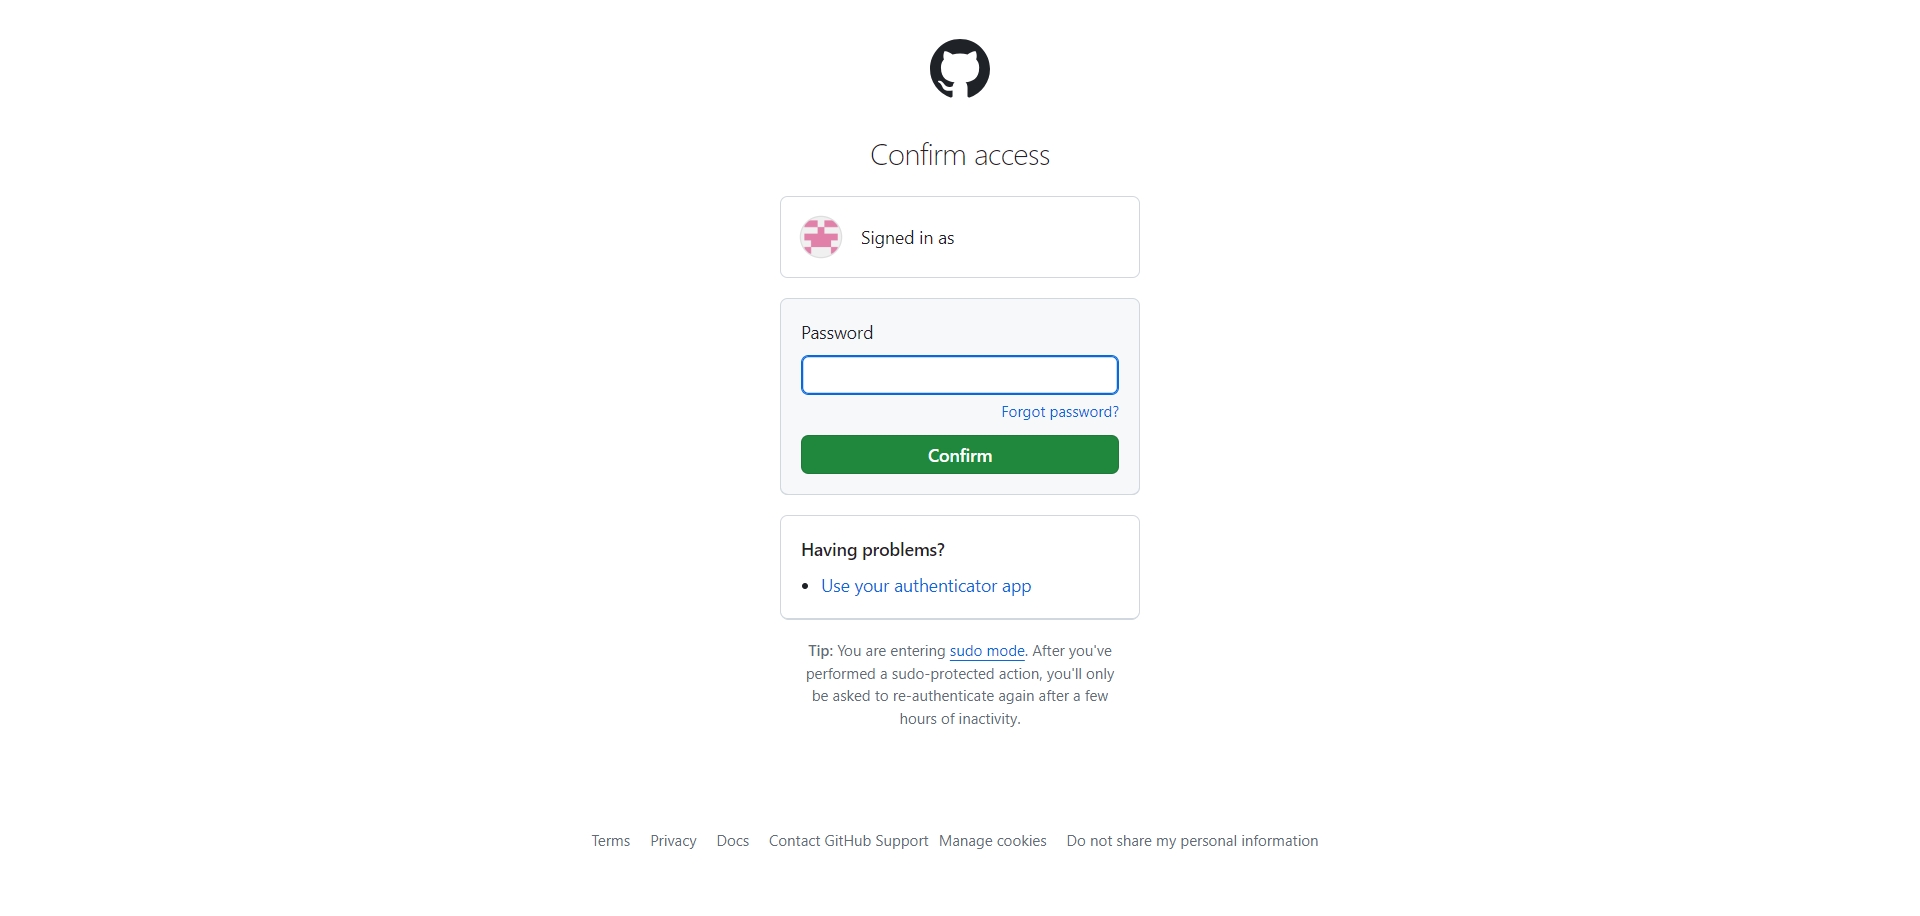 Confirm access
Signed in as
Password
Forgot password?
Confirm
Having problems?
• Use your authenticator app
Tip: You are entering sudo mode. After you've
performed a sudo-protected action, you'll only
be asked to re-authenticate again after a few
hours of inactivity.
Terms Privacy Docs Contact GitHub Support Manage cookies Do not share my personal information